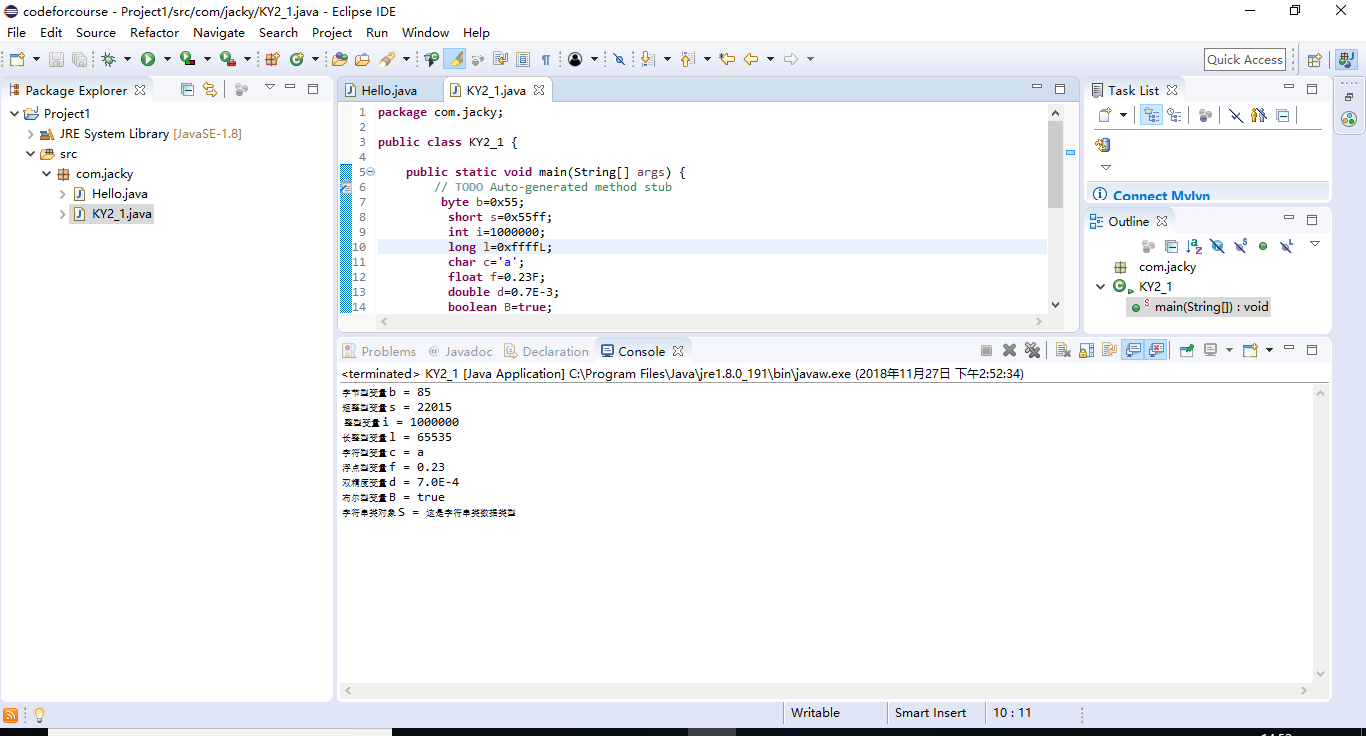 codeforcourse - Project1/src/com/jacky/KY2_1.java - Eclipse IDE
File Edit Source Refactor Navigate Search Project Run Window Help
Quick Access
Package Explorer
Project1
JRE System Library [JavaSE-1.8]
src
com.jacky
Hello.java
KY2_1.java
Hello.java KY2_1.java
1 package com.jacky;
2
3 public class KY2_1 {
4
5 public static void main(String[] args) {
6 // TODO Auto-generated method stub
7 byte b=0x55;
8 short s=0x55ff;
9 int i=1000000;
10 long l=0xffffL;
11 char c='a';
12 float f=0.23F;
13 double d=0.7E-3;
14 boolean B=true;
Task List
Connect Mylyn
Outline
com.jacky
KY2_1
main(String[]) : void
Problems @ Javadoc Declaration Console
<terminated> KY2_1 [Java Application] C:\Program Files\Java\jre1.8.0_191\bin\javaw.exe (2018年11月27日 下午2:52:34)
字节型变量b = 85
短整型变量s = 22015
整型变量i = 1000000
长整型变量l = 65535
字符型变量c = a
浮点型变量f = 0.23
双精度变量d = 7.0E-4
布尔型变量B = true
字符串类对象S = 这是字符串类数据类型
Writable Smart Insert 10 : 11